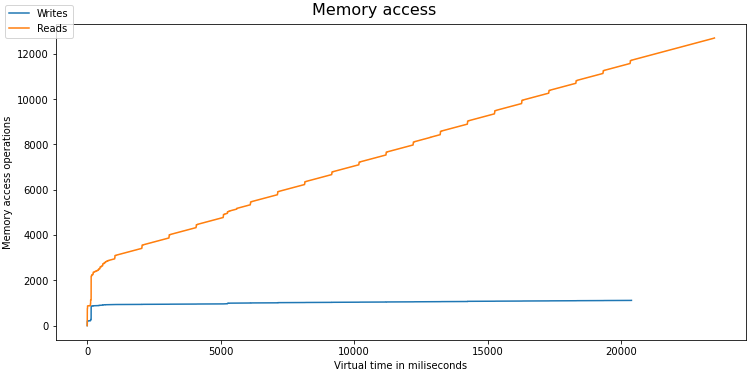 Memory access
Writes
Reads
Memory access operations
12000
10000
8000
6000
4000
2000
0
0 5000 10000 15000 20000
Virtual time in miliseconds